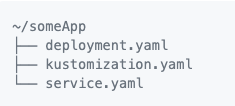 ~/someApp
├── deployment.yaml
├── kustomization.yaml
└── service.yaml